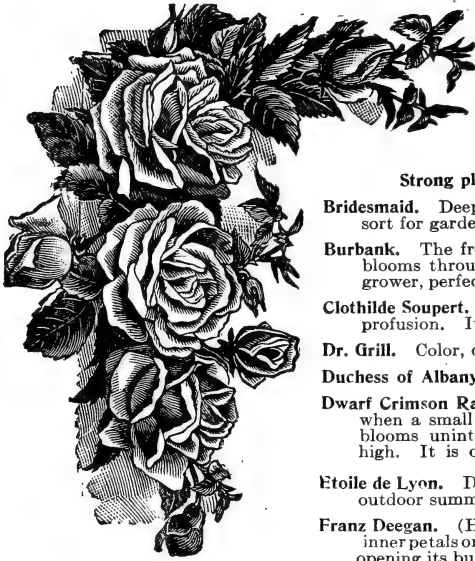 Strong pl
Bridesmaid. Deep
sort for garde
Burbank. The fr
blooms throu
grower, perfec
Clothilde Soupert.
profusion. I
Dr. Grill. Color, c
Duchess of Albany
Dwarf Crimson Ra
when a small
blooms unint
high. It is c
Etoile de Lyon. D
outdoor summ
Franz Deegan. (H
inner petals or
opening its bu